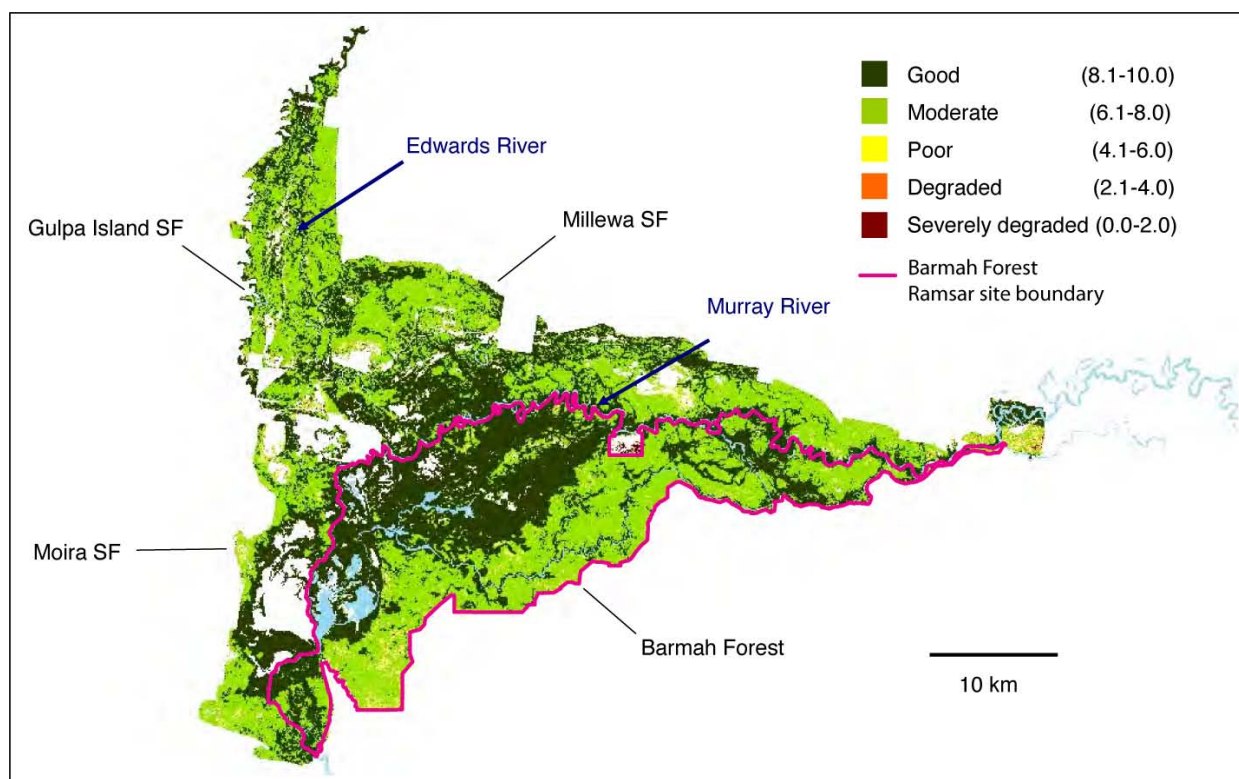 Good (8.1-10.0)
Moderate (6.1-8.0)
Poor (4.1-6.0)
Degraded (2.1-4.0)
Severely degraded (0.0-2.0)
Barmah Forest
Ramsar site boundary
Edwards River
Gulpa Island SF
Millewa SF
Murray River
Moira SF
Barmah Forest
10 km